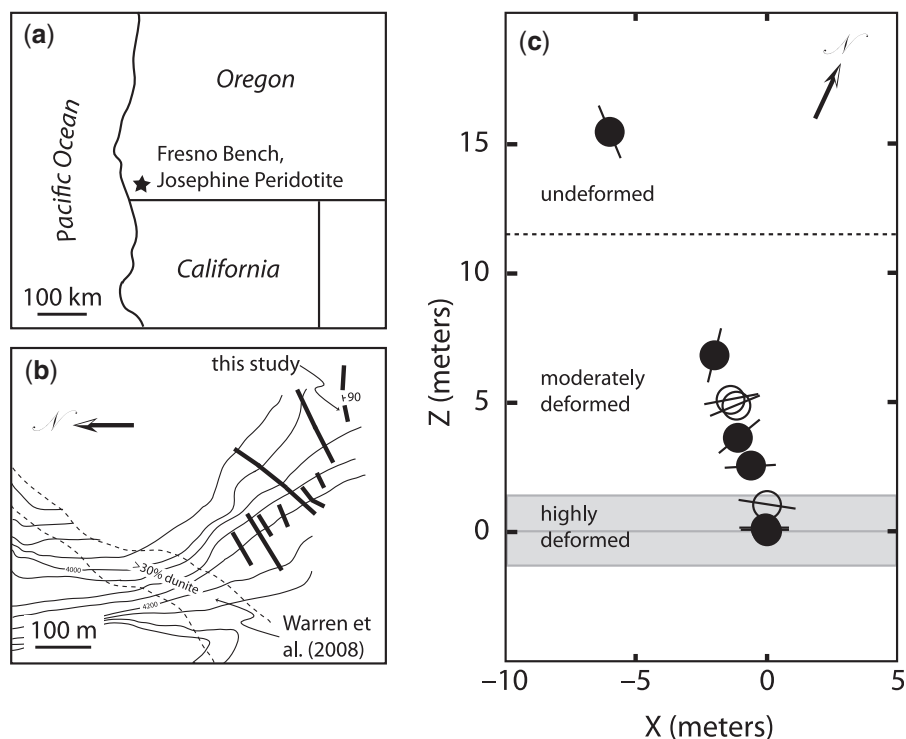 (a)
Oregon
Pacific Ocean
Fresno Bench,
Josephine Peridotite
California
100 km
(b)
this study
90
N
4000
>30% dunite
4200
100 m
Warren et
al. (2008)
(c)
N
15
undeformed
10
Z (meters)
moderately
deformed
5
highly
deformed
0
−10
−5
0
5
X (meters)